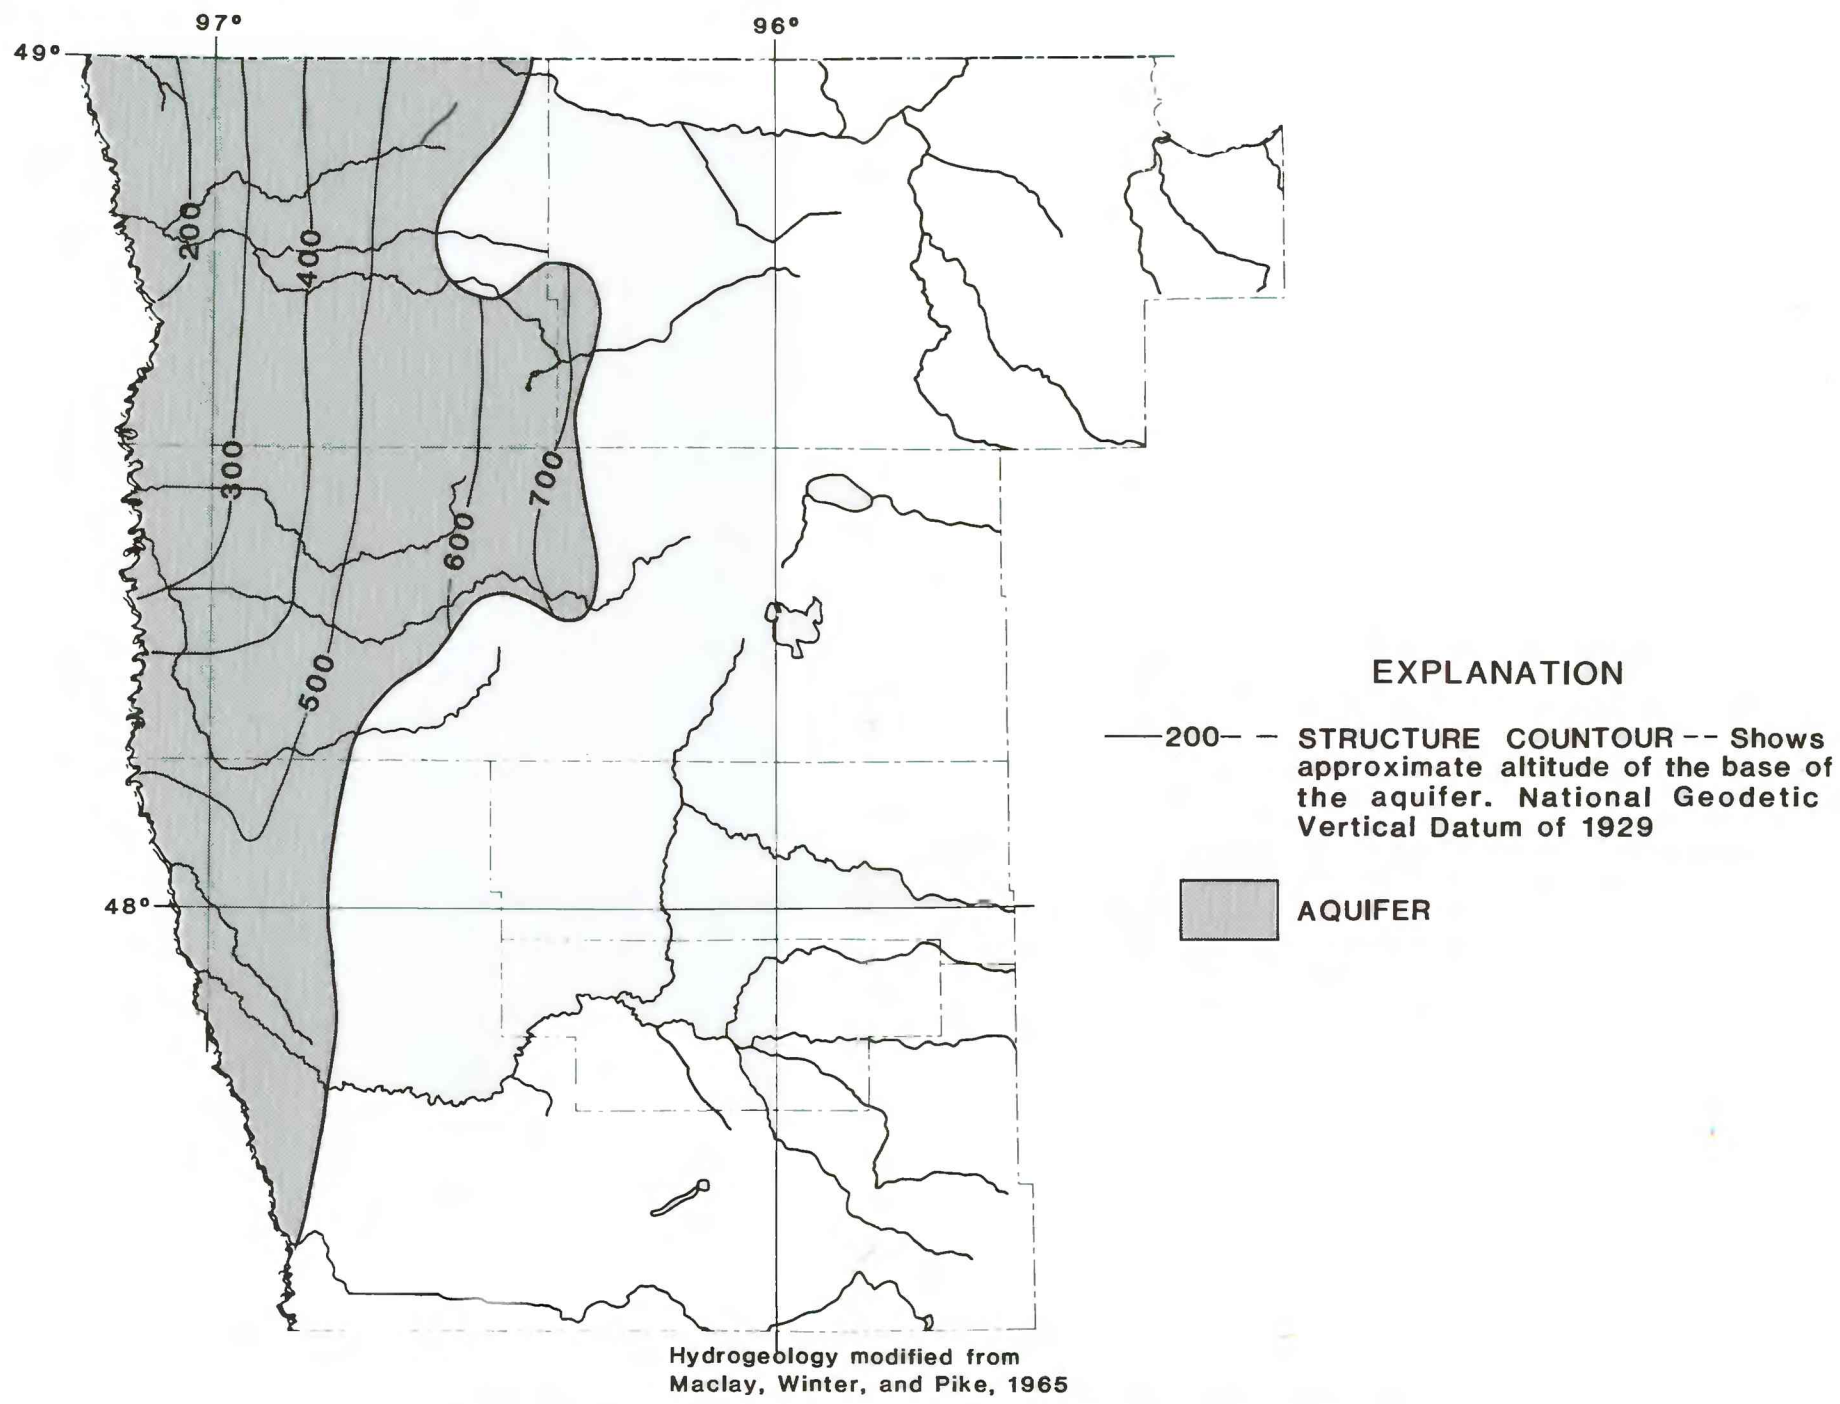 97°
96°
49°
200
400
300
700
600
500
48°
EXPLANATION
200 STRUCTURE COUNTOUR -- Shows
approximate altitude of the base of
the aquifer. National Geodetic
Vertical Datum of 1929
AQUIFER
Hydrogeology modified from
Maclay, Winter, and Pike, 1965